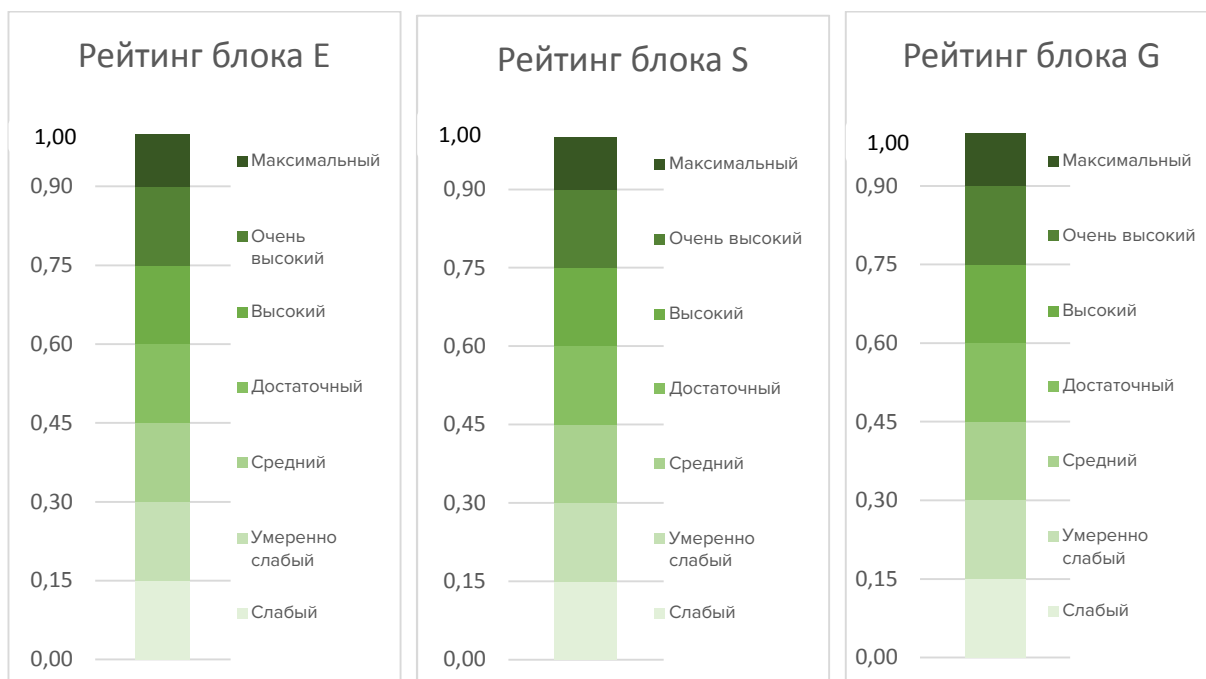 Рейтинг блока E
1,00
0,90
0,75
0,60
0,45
0,30
0,15
0,00
Максимальный
Очень
высокий
Высокий
Достаточный
Средний
Умеренно
слабый
Слабый
Рейтинг блока S
1,00
0,90
0,75
0,60
0,45
0,30
0,15
0,00
Максимальный
Очень высокий
Высокий
Достаточный
Средний
Умеренно
слабый
Слабый
Рейтинг блока G
1,00
0,90
0,75
0,60
0,45
0,30
0,15
0,00
Максимальный
Очень высокий
Высокий
Достаточный
Средний
Умеренно
слабый
Слабый